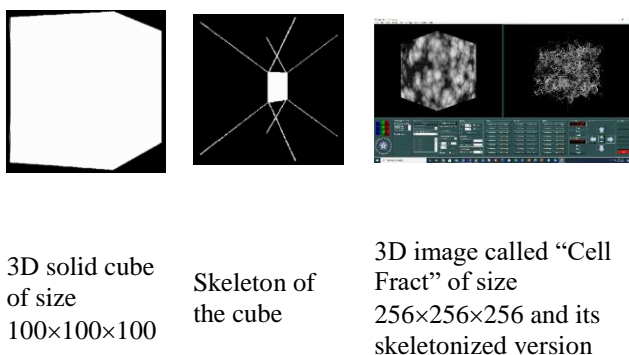 3D solid cube
of size
100×100×100
Skeleton of
the cube
3D image called “Cell
Fract” of size
256×256×256 and its
skeletonized version